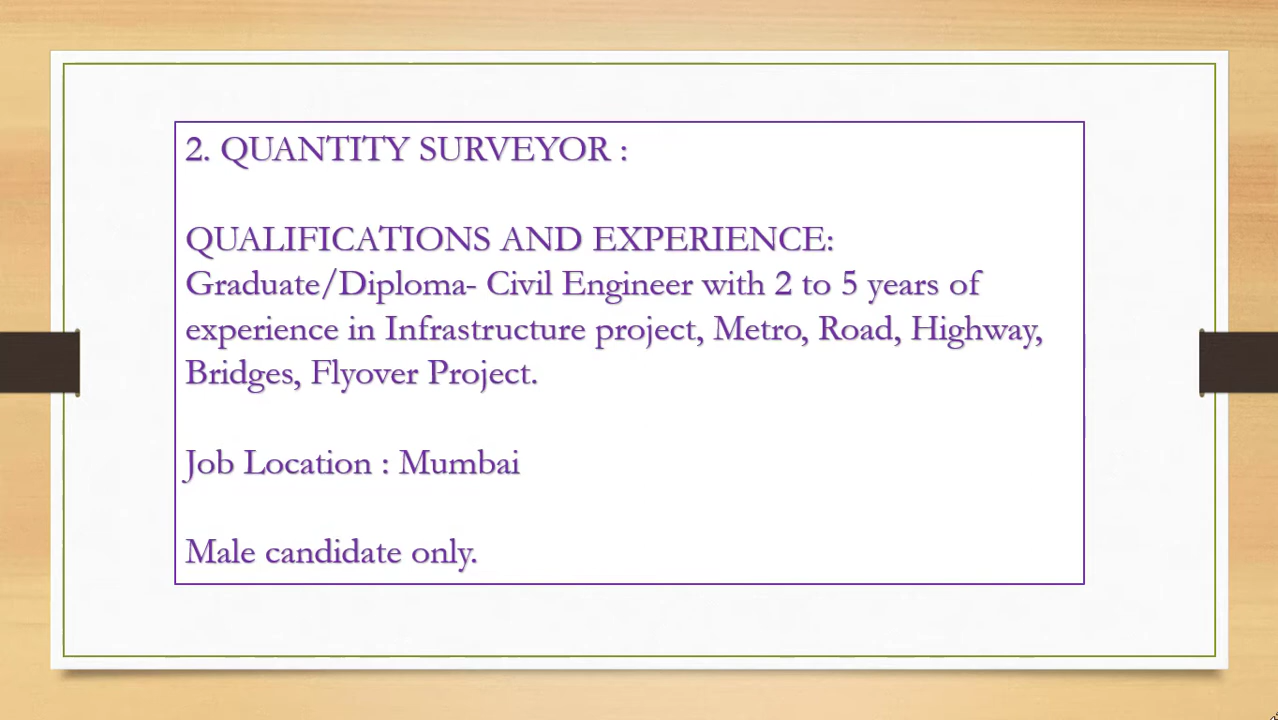 2. QUANTITY SURVEYOR :
QUALIFICATIONS AND EXPERIENCE:
Graduate/Diploma- Civil Engineer with 2 to 5 years of
experience in Infrastructure project, Metro, Road, Highway,
Bridges, Flyover Project.
Job Location : Mumbai
Male candidate only.